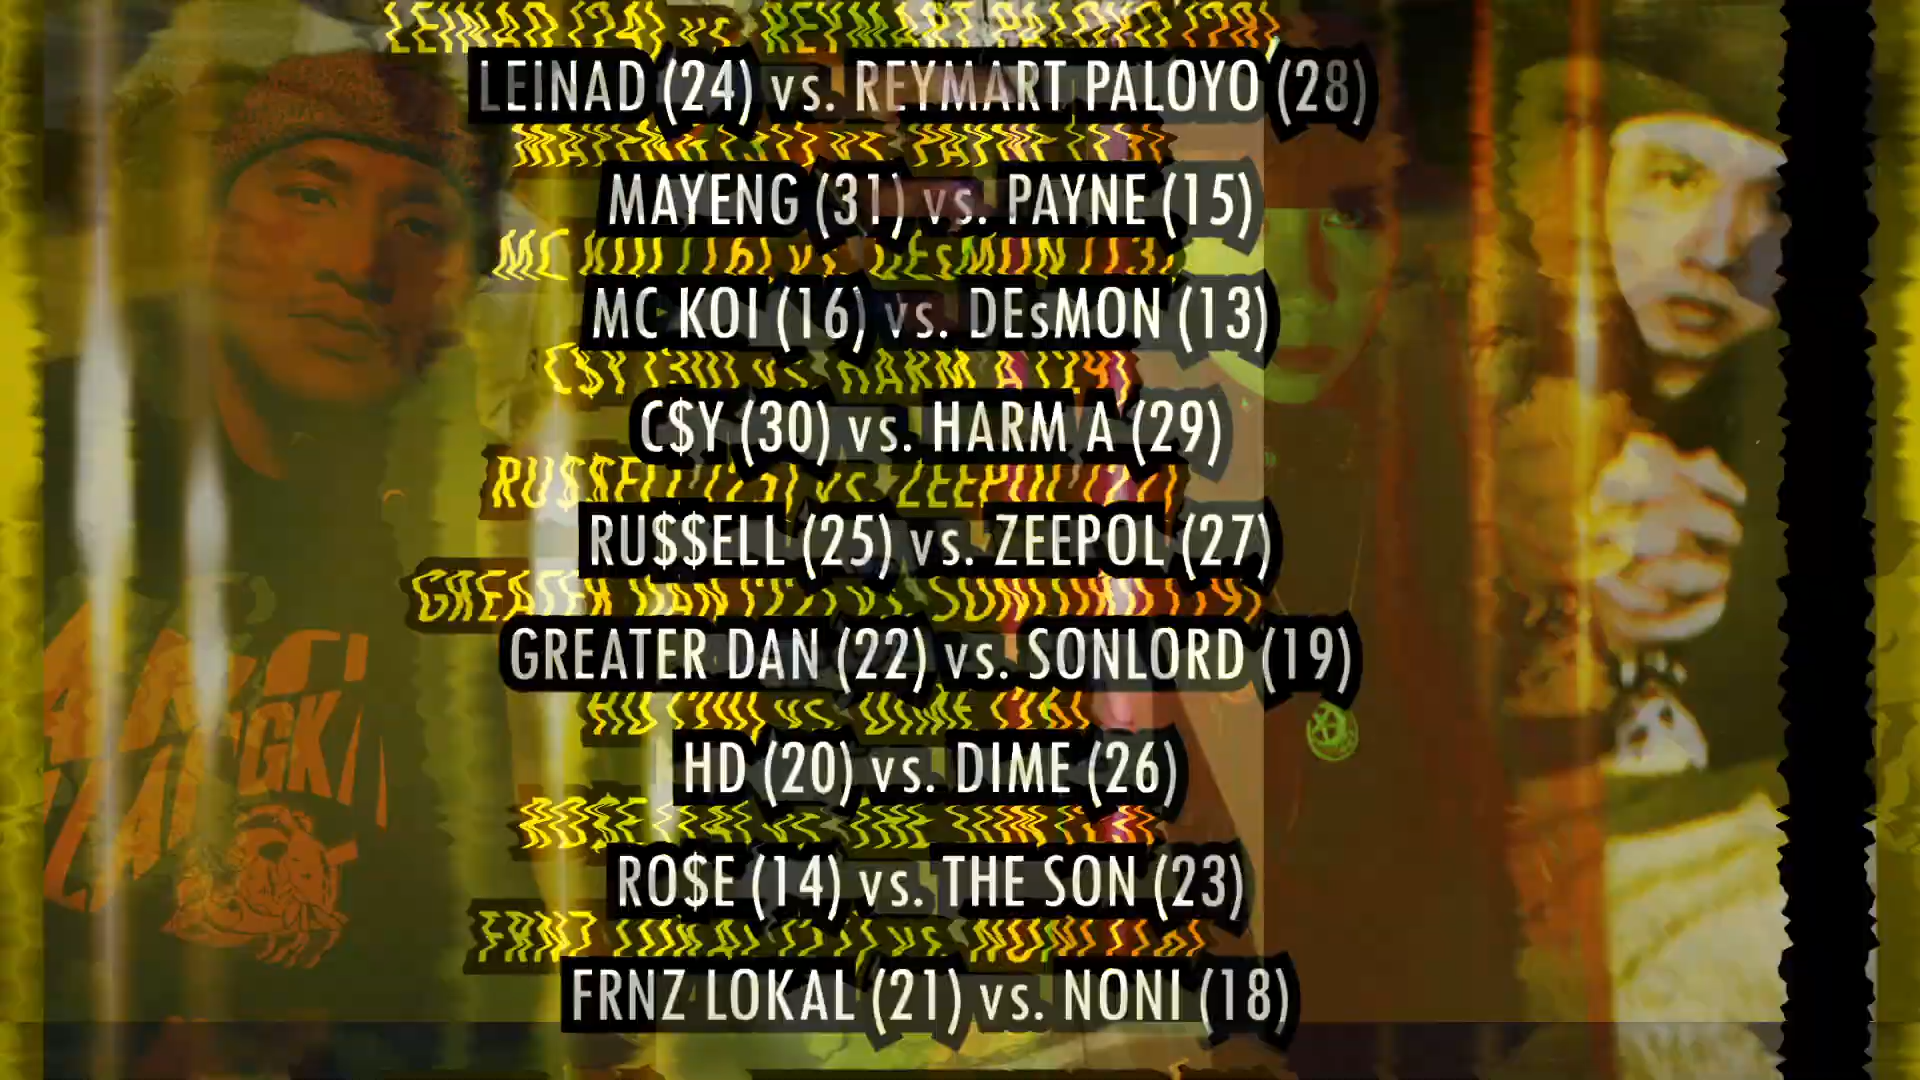 LEINAD (24) vs. REYMART PALOYO (28)
MAYENG (31) vs. PAYNE (15)
MC KOI (16) vs. DEsMON (13)
C$Y (30) vs. HARM A (29)
RU$$ELL (25) vs. ZEEPOL (27)
GREATER DAN (22) vs. SONLORD (19)
HD (20) vs. DIME (26)
RO$E (14) vs. THE SON (23)
FRNZ LOKAL (21) vs. NONI (18)